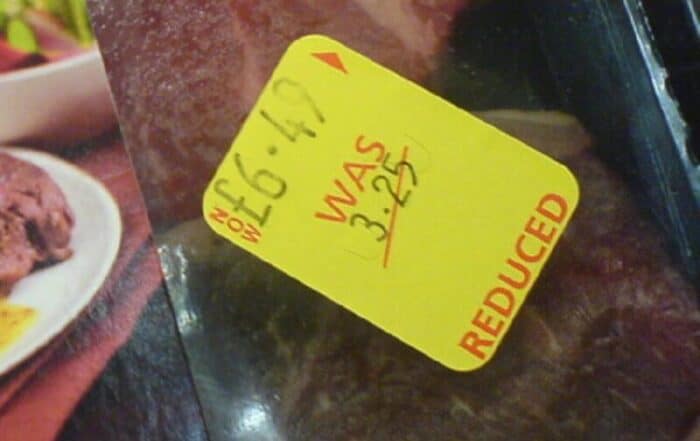 REDUCED
WAS
3.25
NOW
£6.49